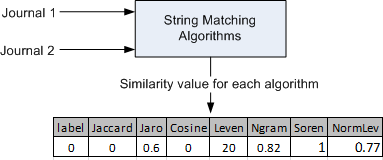 Journal 1
Journal 2
String Matching
Algorithms
Similarity value for each algorithm
label Jaccard Jaro Cosine Leven Ngram Soren NormLev
0 0 0.6 0 20 0.82 1 0.77